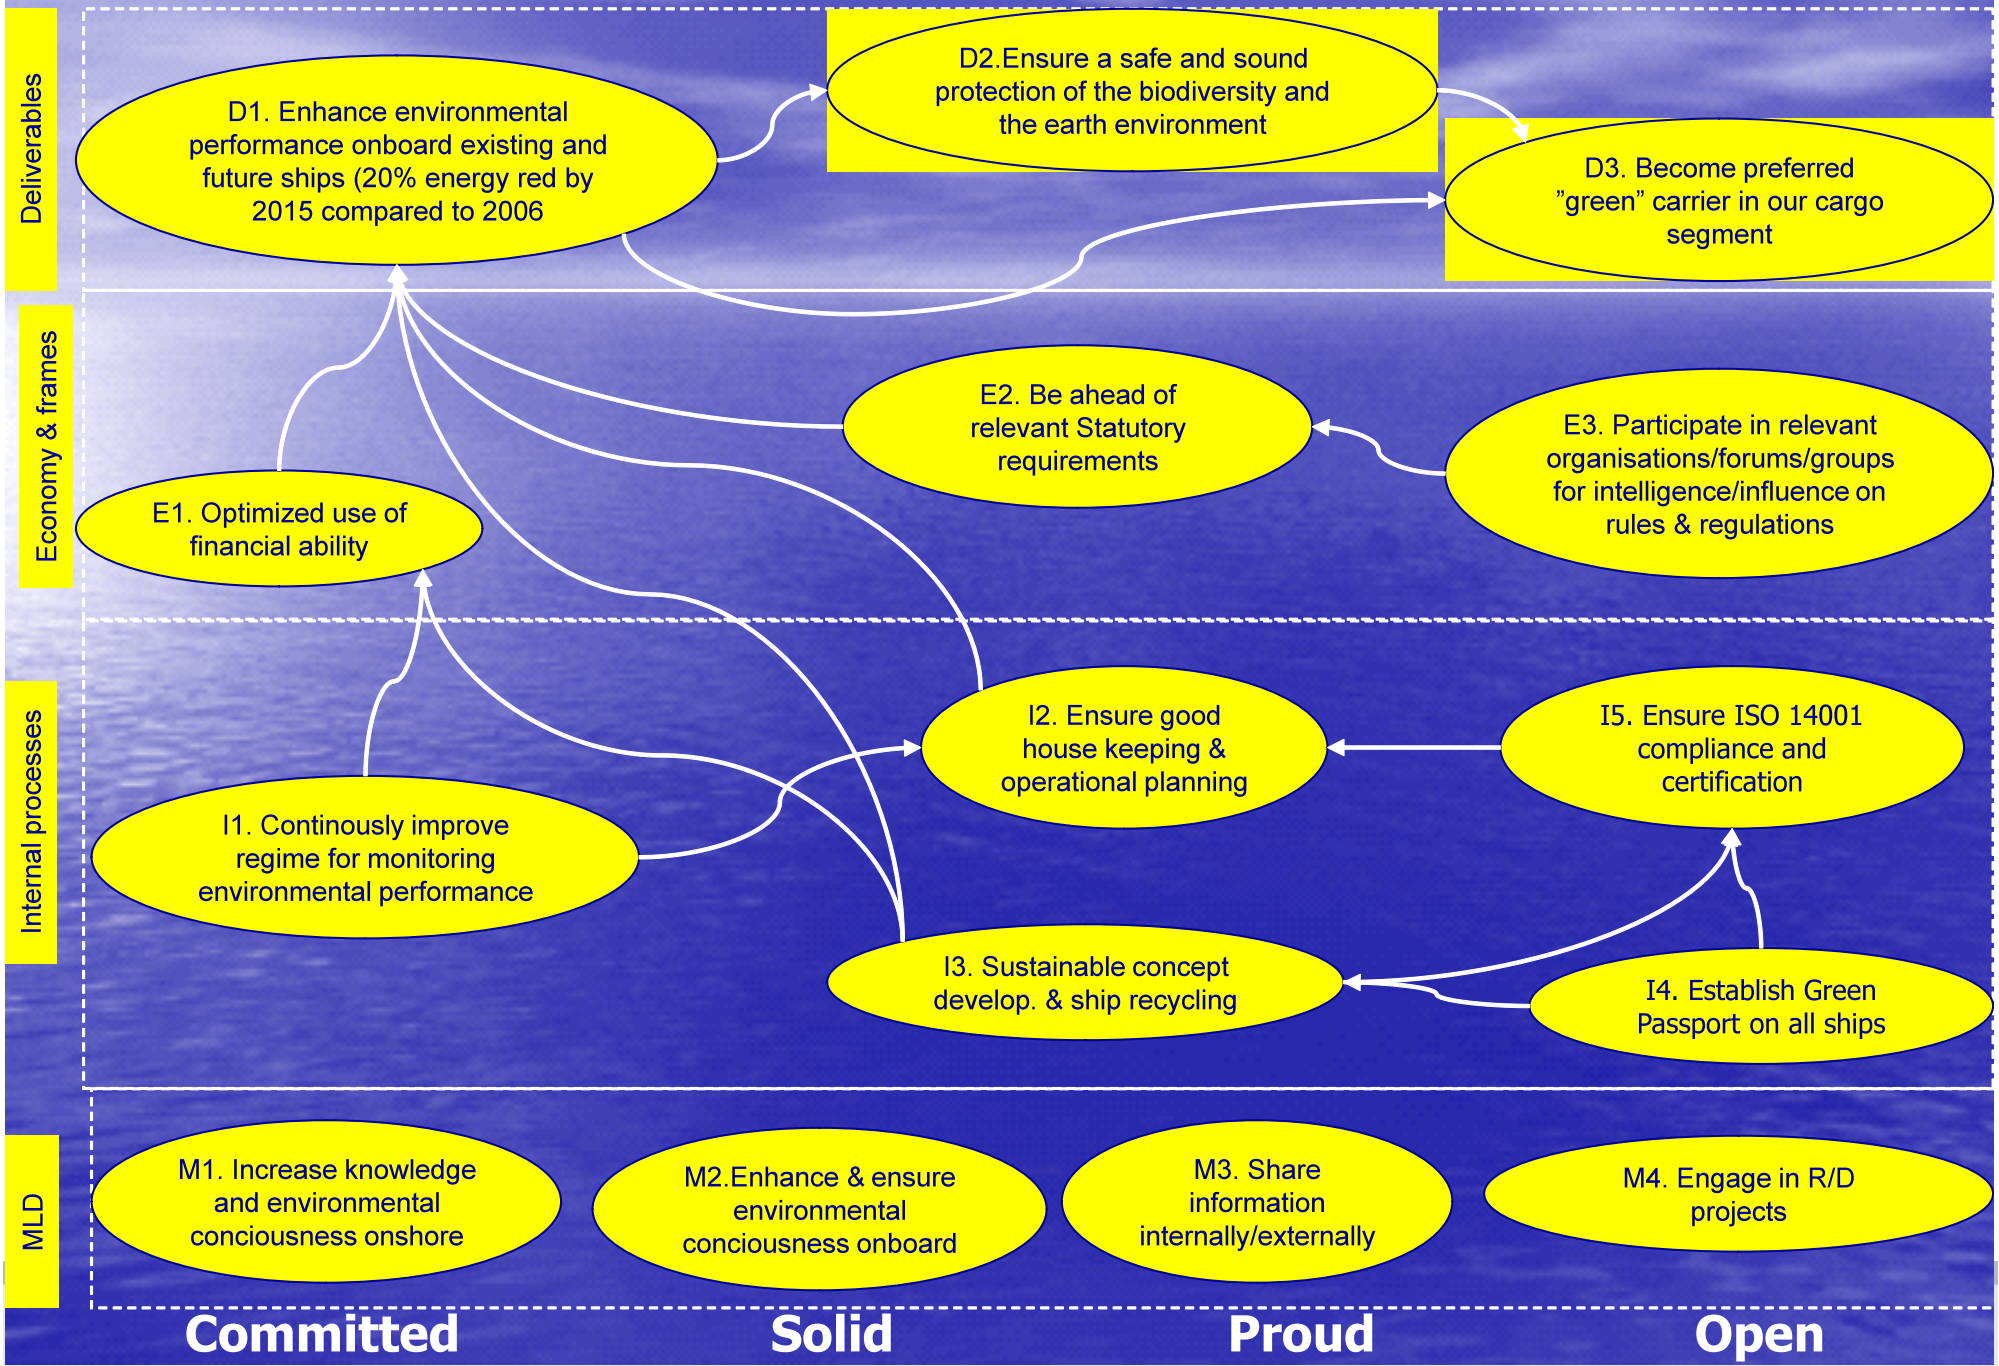 Deliverables
D1. Enhance environmental
performance onboard existing and
future ships (20% energy red by
2015 compared to 2006
D2.Ensure a safe and sound
protection of the biodiversity and
the earth environment
D3. Become preferred
”green” carrier in our cargo
segment
Economy & frames
E1. Optimized use of
financial ability
E2. Be ahead of
relevant Statutory
requirements
E3. Participate in relevant
organisations/forums/groups
for intelligence/influence on
rules & regulations
Internal processes
I1. Continously improve
regime for monitoring
environmental performance
I2. Ensure good
house keeping &
operational planning
I5. Ensure ISO 14001
compliance and
certification
I3. Sustainable concept
develop. & ship recycling
I4. Establish Green
Passport on all ships
MLD
M1. Increase knowledge
and environmental
conciousness onshore
M2.Enhance & ensure
environmental
conciousness onboard
M3. Share
information
internally/externally
M4. Engage in R/D
projects
Committed
Solid
Proud
Open